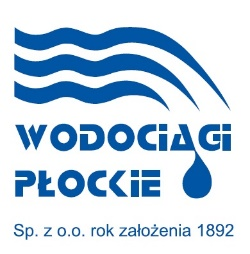 WODOCIĄGI
PŁOCKIE
Sp. z o.o. rok założenia 1892